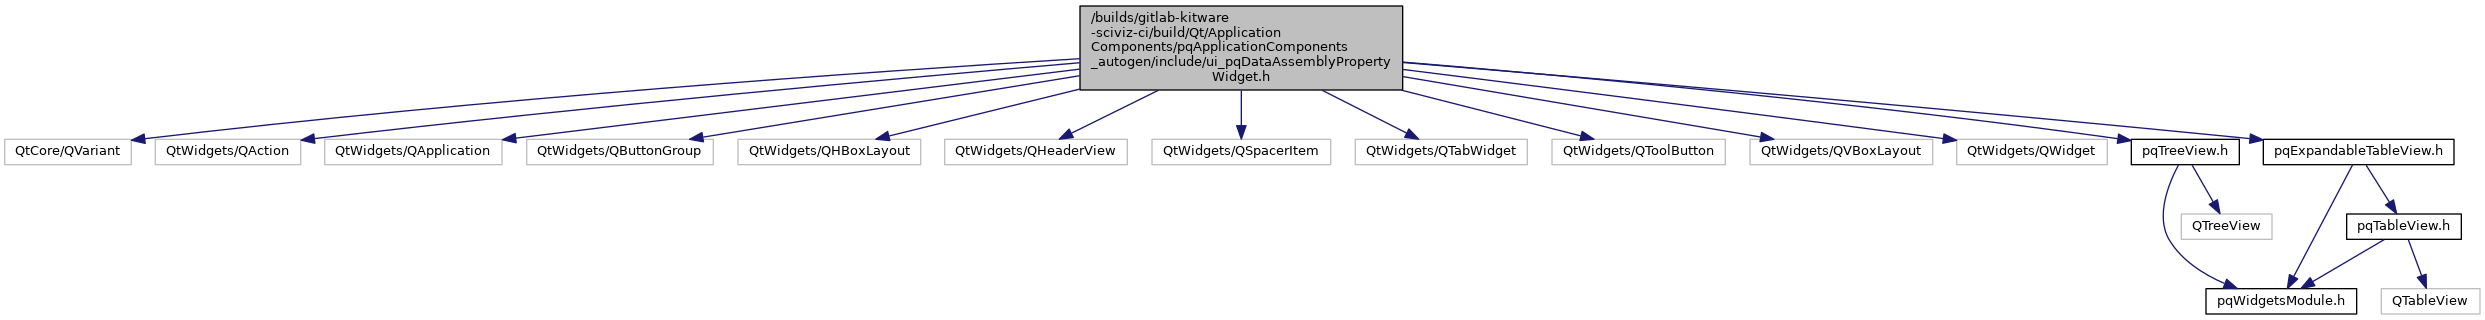 /builds/gitlab-kitware
-sciviz-ci/build/Qt/Application
Components/pqApplicationComponents
_autogen/include/ui_pqDataAssemblyProperty
Widget.h
QtCore/QVariant
QtWidgets/QAction
QtWidgets/QApplication
QtWidgets/QButtonGroup
QtWidgets/QHBoxLayout
QtWidgets/QHeaderView
QtWidgets/QSpacerItem
QtWidgets/QTabWidget
QtWidgets/QToolButton
QtWidgets/QVBoxLayout
QtWidgets/QWidget
pqTreeView.h
pqExpandableTableView.h
QTreeView
pqTableView.h
pqWidgetsModule.h
QTableView